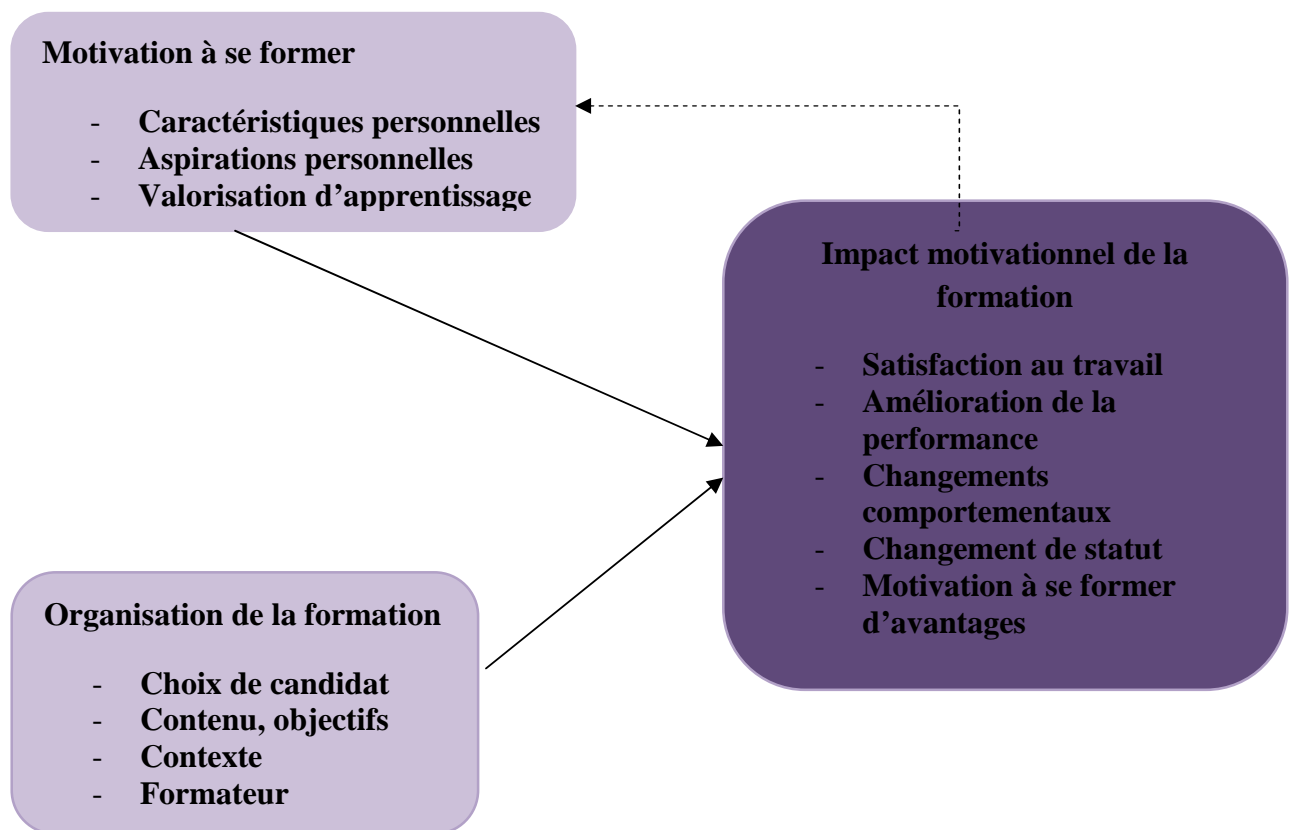 Motivation à se former
- Caractéristiques personnelles
- Aspirations personnelles
- Valorisation d’apprentissage
Impact motivationnel de la
formation
- Satisfaction au travail
- Amélioration de la
performance
- Changements
comportementaux
- Changement de statut
- Motivation à se former
d’avantages
Organisation de la formation
- Choix de candidat
- Contenu, objectifs
- Contexte
- Formateur